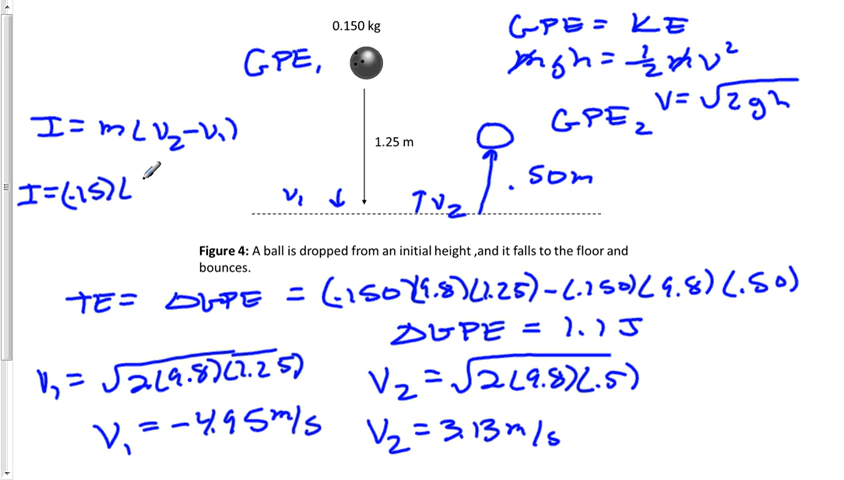 0.150 kg
GPE₁
1.25 m
GPE = KE
mgh = ½mv²
v = √2gh
GPE₂
.50m
I = m(v₂-v₁)
I=(.15)(
v₁ ↓
↑v₂
Figure 4: A ball is dropped from an initial height ,and it falls to the floor and
bounces.
TE = ΔGPE = (.150)(9.8)(1.25)-(.150)(9.8)(.50)
ΔGPE = 1.1J
v₁ = √2(9.8)(1.25)
v₂ = √2(9.8)(.5)
v₁ = -4.95m/s
v₂ = 3.13m/s